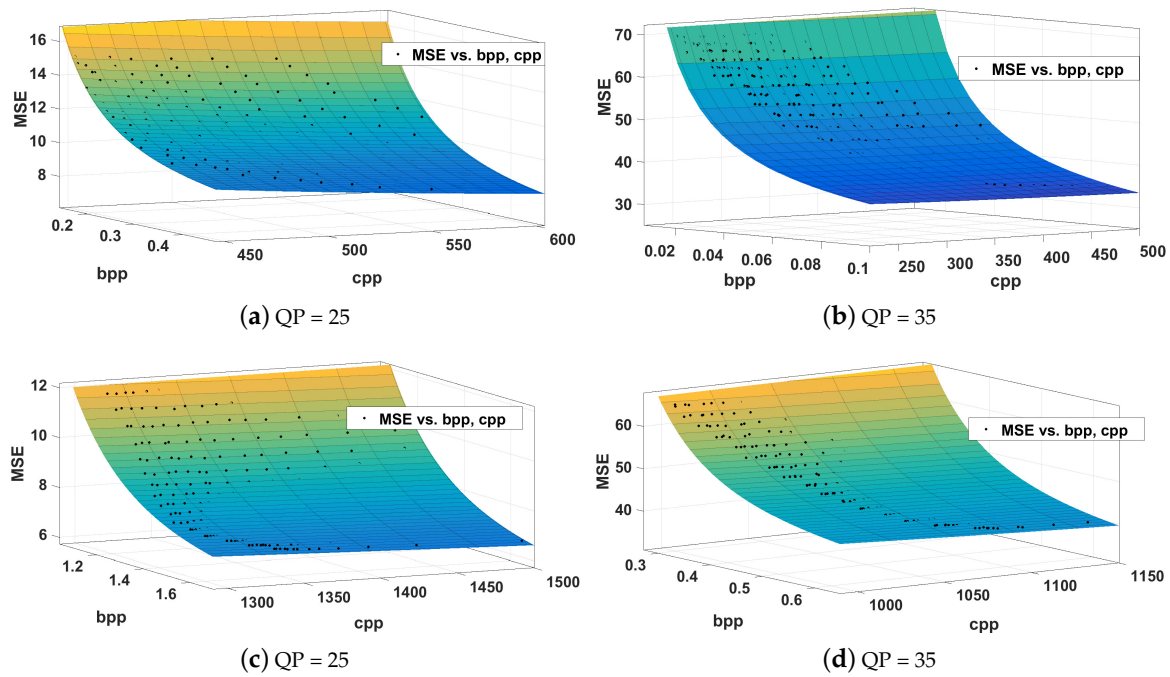 16
14
12
10
8
MSE
MSE vs. bpp, cpp
0.2
0.3
0.4
bpp
450
500
550
600
cpp
(a) QP = 25
70
60
50
40
30
MSE
MSE vs. bpp, cpp
0.02
0.04
0.06
0.08
0.1
bpp
250
300
350
400
450
500
cpp
(b) QP = 35
12
10
8
6
MSE
MSE vs. bpp, cpp
1.2
1.4
1.6
bpp
1300
1350
1400
1450
1500
cpp
(c) QP = 25
60
50
40
MSE
MSE vs. bpp, cpp
0.3
0.4
0.5
0.6
bpp
1000
1050
1100
1150
cpp
(d) QP = 35